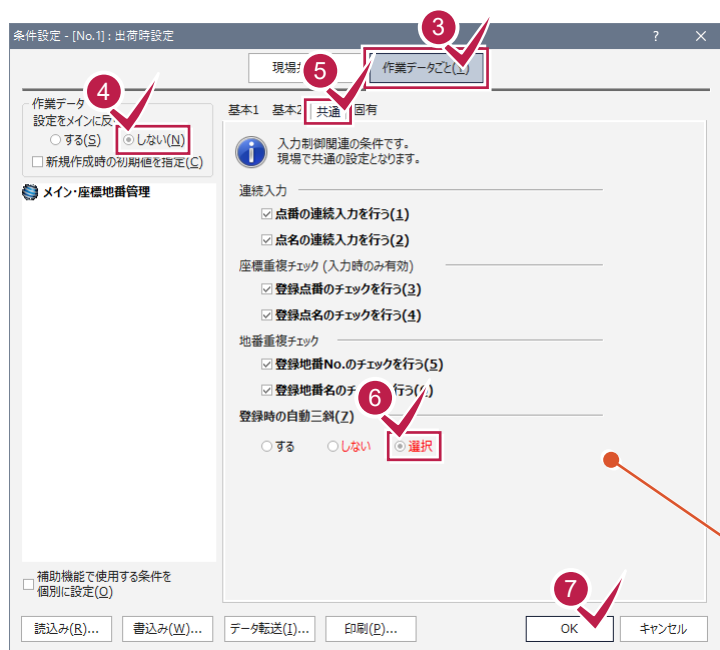 条件設定 - [No.1] : 出荷時設定
? ×
3
現場
作業データごと(
5
4
作業データ
設定をメインに反
する(S) しない(N)
新規作成時の初期値を指定(C)
メイン・座標地番管理
基本1 基本2 共通 固有
入力制御関連の条件です。
現場で共通の設定となります。
連続入力
点番の連続入力を行う(1)
点名の連続入力を行う(2)
座標重複チェック (入力時のみ有効)
登録点番のチェックを行う(3)
登録点名のチェックを行う(4)
地番重複チェック
登録地番No.のチェックを行う(5)
登録地番名のチ 行う( )
6
登録時の自動三斜(Z)
する しない 選択
補助機能で使用する条件を
個別に設定(O)
7
読込み(R)... 書込み(W)... データ転送(I)... 印刷(P)... OK キャンセル